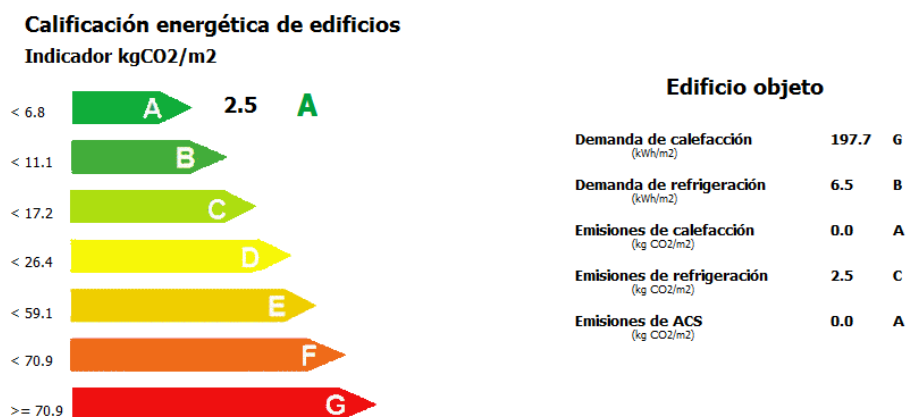 Calificación energética de edificios
Indicador kgCO2/m2
< 6.8 A 2.5 A
< 11.1 B
< 17.2 C
< 26.4 D
< 59.1 E
< 70.9 F
>= 70.9 G
Edificio objeto
Demanda de calefacción 197.7 G
(kWh/m2)
Demanda de refrigeración 6.5 B
(kWh/m2)
Emisiones de calefacción 0.0 A
(kg CO2/m2)
Emisiones de refrigeración 2.5 C
(kg CO2/m2)
Emisiones de ACS 0.0 A
(kg CO2/m2)